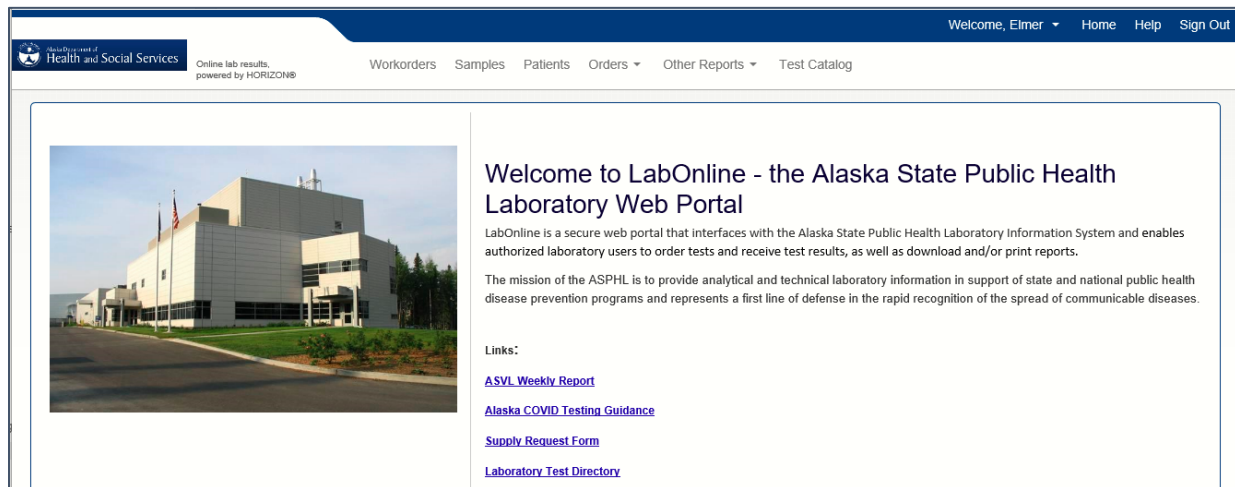 Welcome, Elmer Home Help Sign Out
Alaska Department of
Health and Social Services
Online lab results,
powered by HORIZON®
Workorders Samples Patients Orders Other Reports Test Catalog
Welcome to LabOnline - the Alaska State Public Health
Laboratory Web Portal
LabOnline is a secure web portal that interfaces with the Alaska State Public Health Laboratory Information System and enables
authorized laboratory users to order tests and receive test results, as well as download and/or print reports.
The mission of the ASPHL is to provide analytical and technical laboratory information in support of state and national public health
disease prevention programs and represents a first line of defense in the rapid recognition of the spread of communicable diseases.
Links:
ASVL Weekly Report
Alaska COVID Testing Guidance
Supply Request Form
Laboratory Test Directory